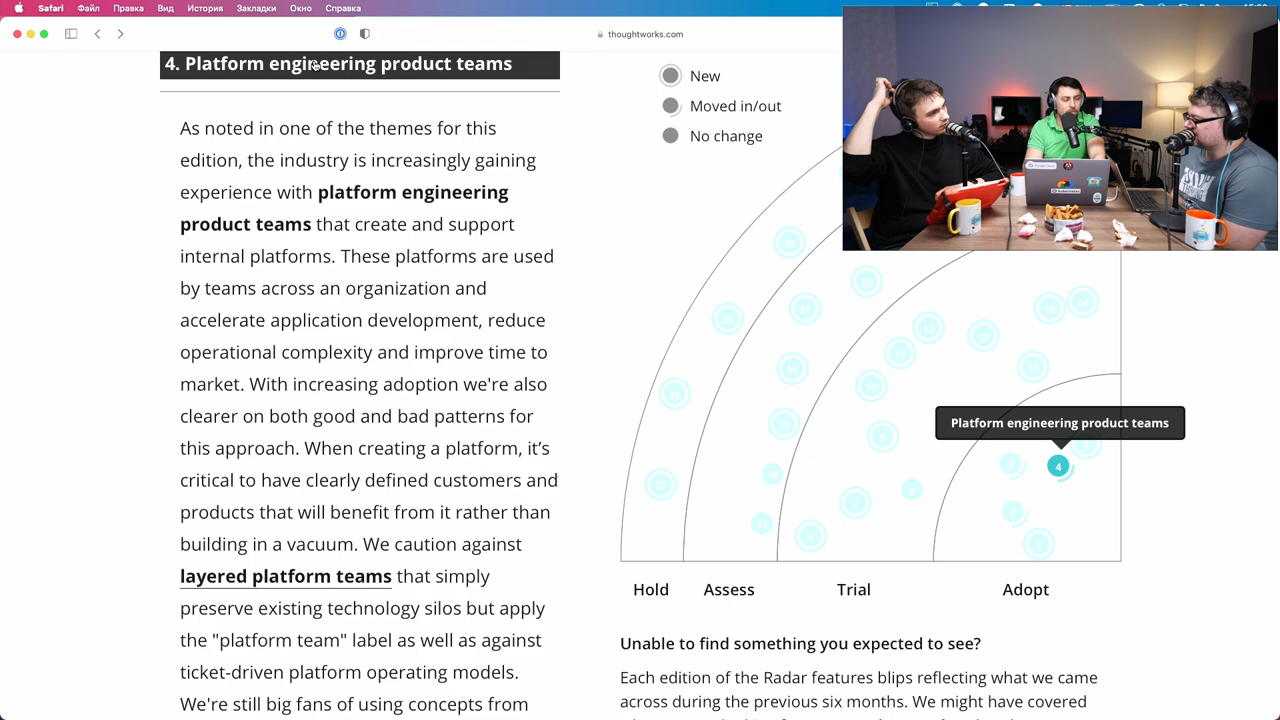 Safari Файл Правка Вид История Закладки Окно Справка
thoughtworks.com
4. Platform engineering product teams
As noted in one of the themes for this
edition, the industry is increasingly gaining
experience with platform engineering
product teams that create and support
internal platforms. These platforms are used
by teams across an organization and
accelerate application development, reduce
operational complexity and improve time to
market. With increasing adoption we're also
clearer on both good and bad patterns for
this approach. When creating a platform, it’s
critical to have clearly defined customers and
products that will benefit from it rather than
building in a vacuum. We caution against
layered platform teams that simply
preserve existing technology silos but apply
the "platform team" label as well as against
ticket-driven platform operating models.
We're still big fans of using concepts from
New
Moved in/out
No change
Platform engineering product teams
4
Hold Assess Trial Adopt
Unable to find something you expected to see?
Each edition of the Radar features blips reflecting what we came
across during the previous six months. We might have covered